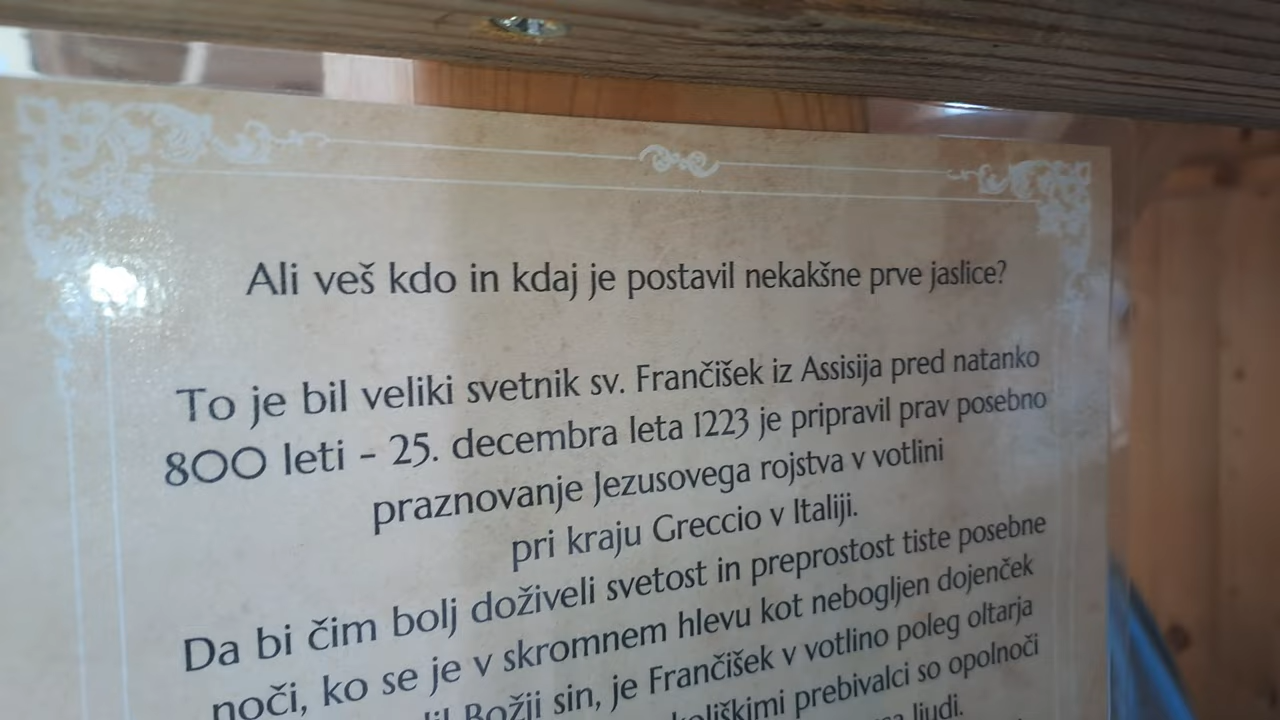 Ali veš kdo in kdaj je postavil nekakšne prve jaslice?
To je bil veliki svetnik sv. Frančišek iz Assisija pred natanko
800 leti - 25. decembra leta 1223 je pripravil prav posebno
praznovanje Jezusovega rojstva v votlini
pri kraju Greccio v Italiji.
Da bi čim bolj doživeli svetost in preprostost tiste posebne
noči, ko se je v skromnem hlevu kot nebogljen dojenček
Božji sin, je Frančišek v votlino poleg oltarja
prebivalci so opolnoči
ljudi.